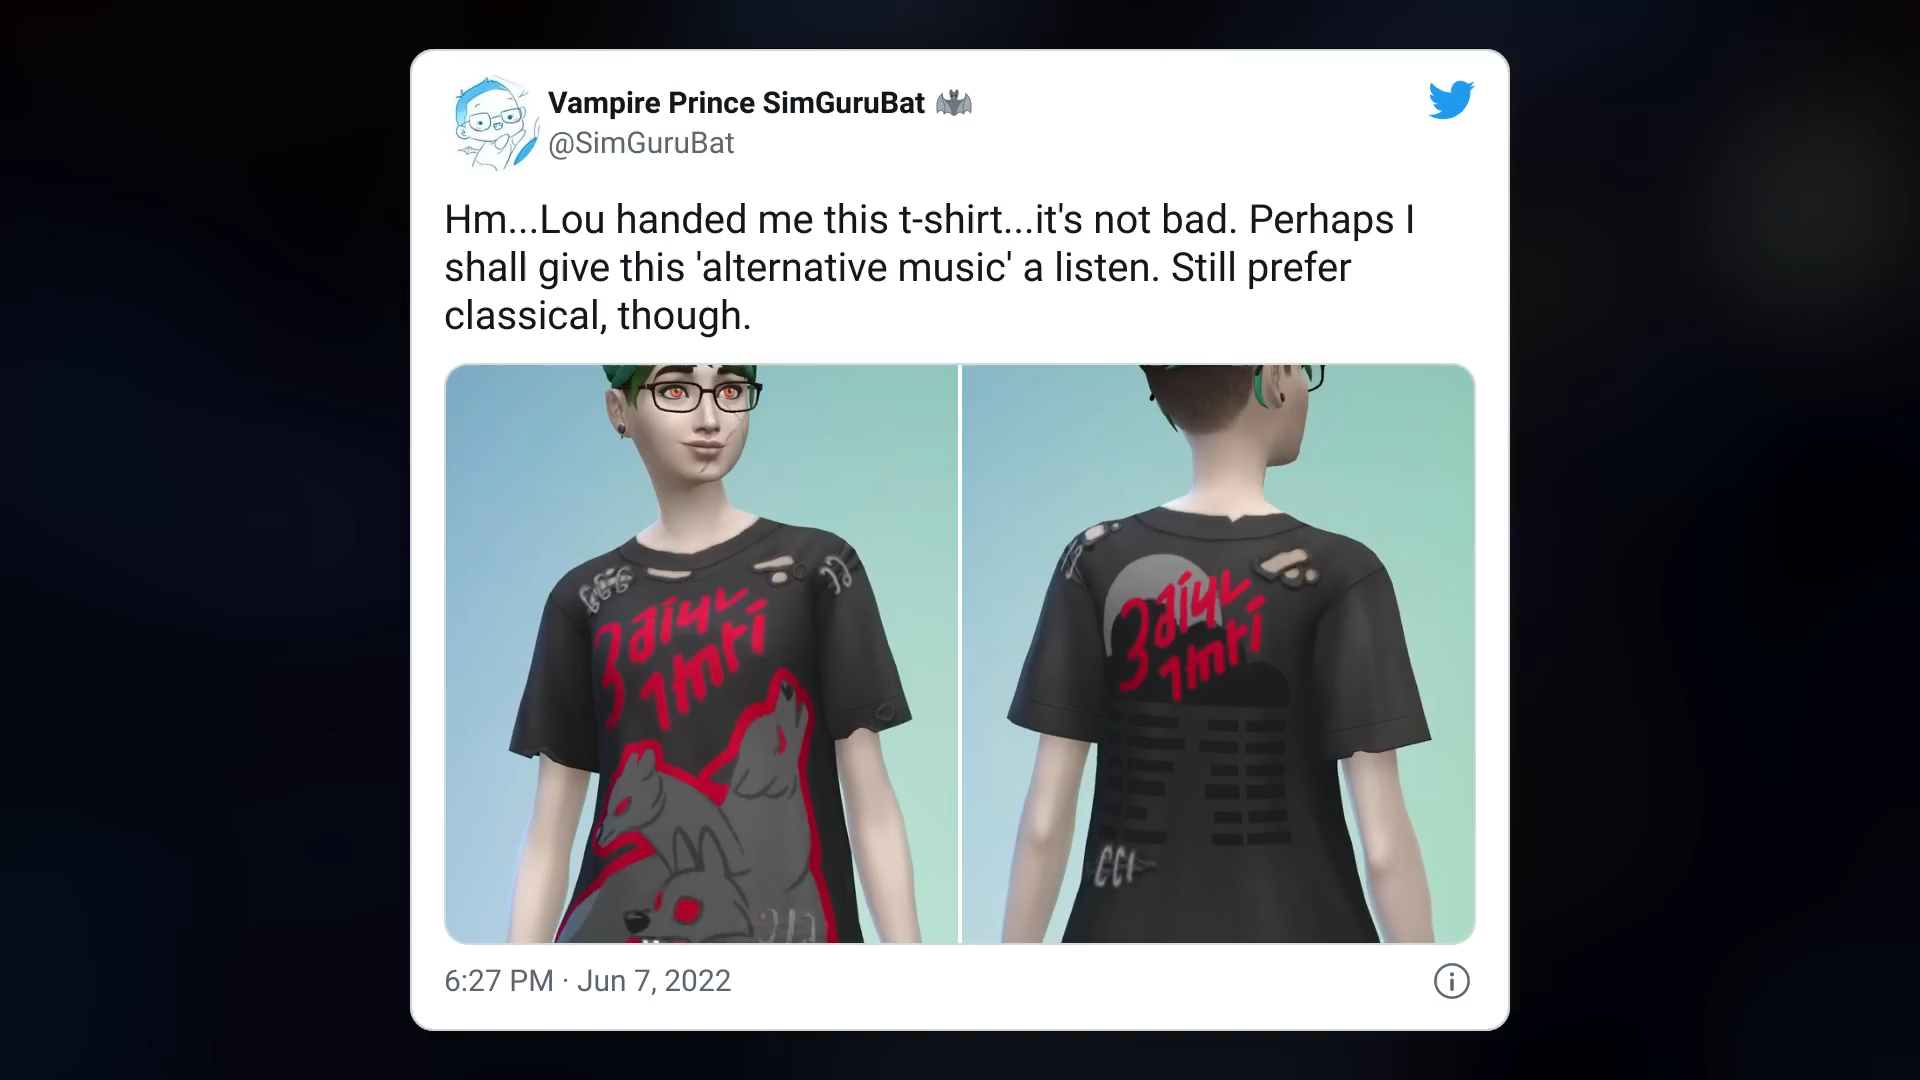 Vampire Prince SimGuruBat 🦇
@SimGuruBat
Hm...Lou handed me this t-shirt...it's not bad. Perhaps I
shall give this 'alternative music' a listen. Still prefer
classical, though.
6:27 PM · Jun 7, 2022